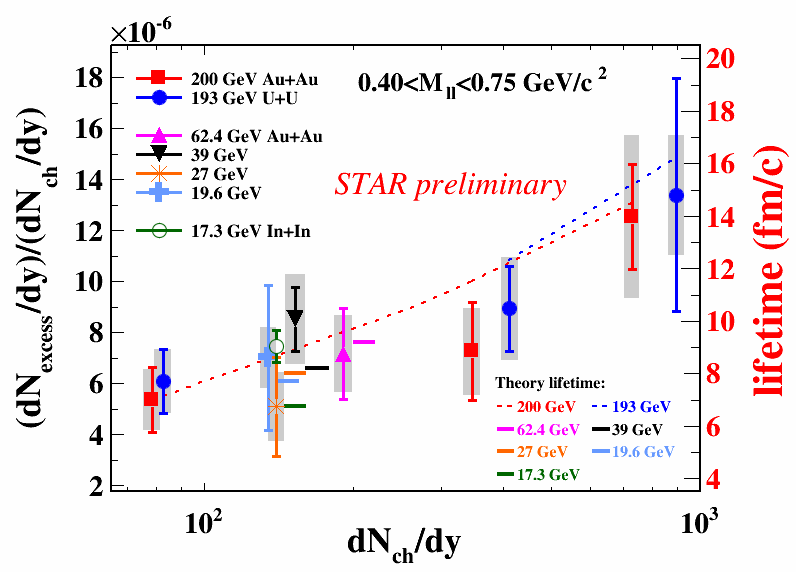 ×10⁻⁶
(dN_excess/dy)/(dN_ch/dy)
18
16
14
12
10
8
6
4
2
200 GeV Au+Au
193 GeV U+U
62.4 GeV Au+Au
39 GeV
27 GeV
19.6 GeV
17.3 GeV In+In
0.40<M_ll<0.75 GeV/c²
STAR preliminary
Theory lifetime:
200 GeV 193 GeV
62.4 GeV 39 GeV
27 GeV 19.6 GeV
17.3 GeV
20
18
16
14
12
10
8
6
4
lifetime (fm/c)
10² 10³
dN_ch/dy